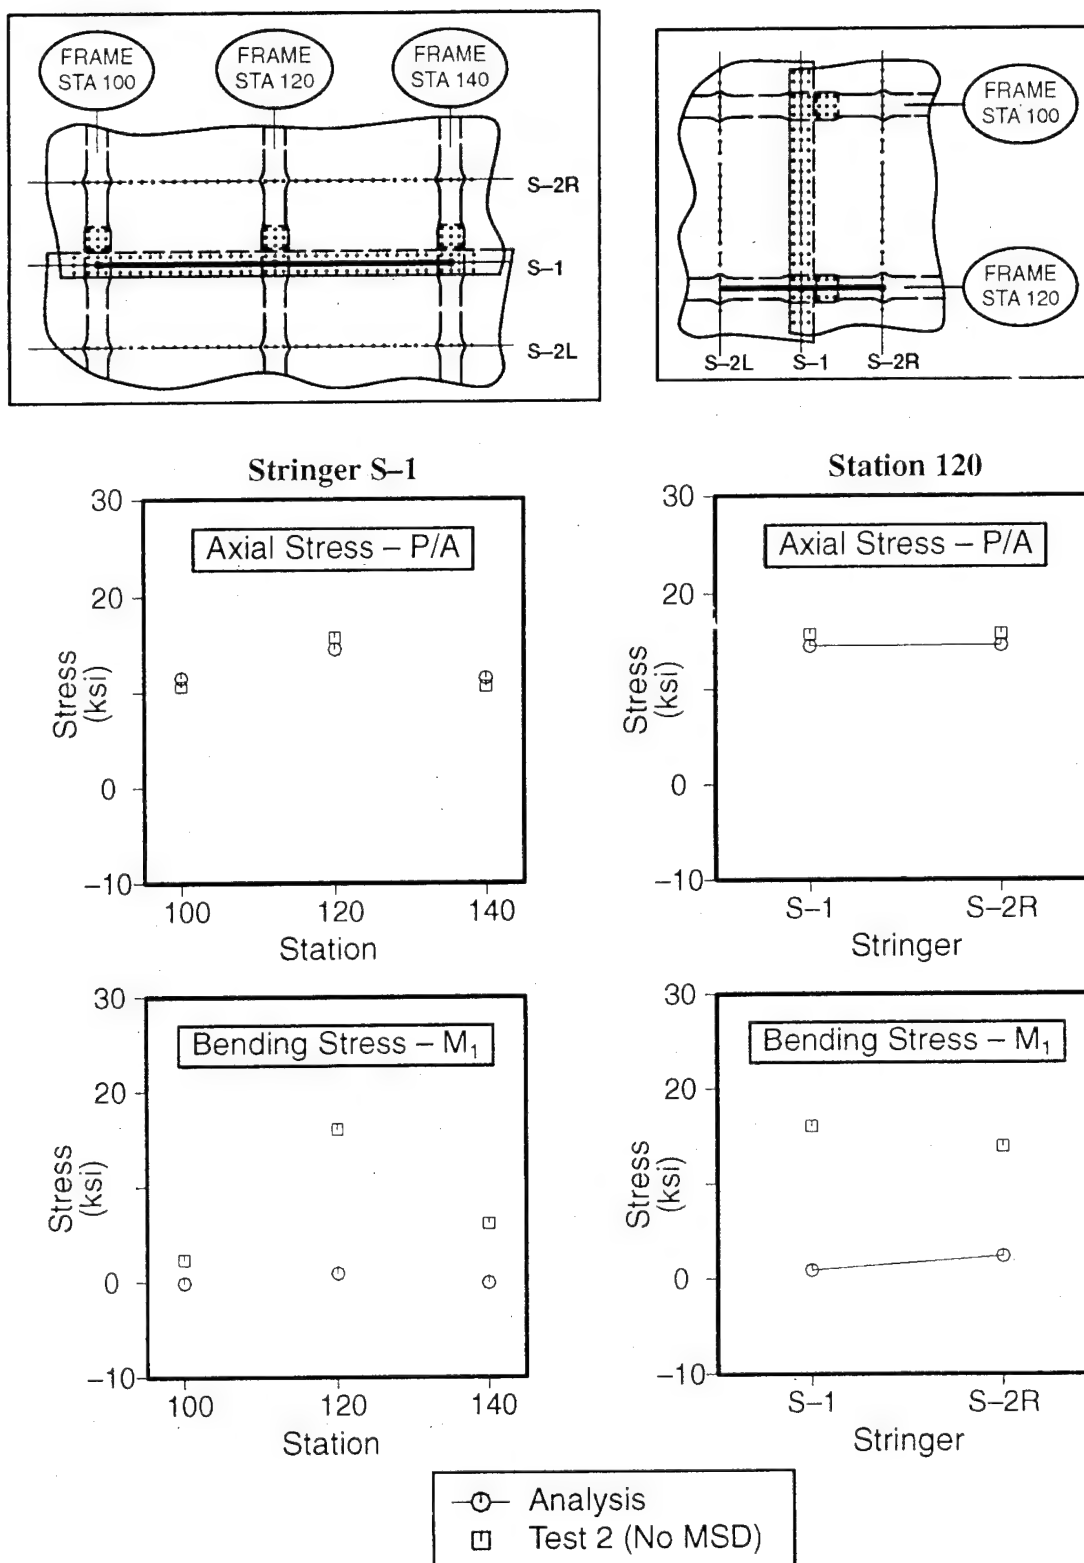 FRAME
STA 100
FRAME
STA 120
FRAME
STA 140
S–2R
S–1
S–2L
FRAME
STA 100
FRAME
STA 120
S–2L
S–1
S–2R
Stringer S–1
Axial Stress – P/A
30
20
0
–10
Stress
(ksi)
100
120
140
Station
Station 120
Axial Stress – P/A
30
20
0
–10
Stress
(ksi)
S–1
S–2R
Stringer
Bending Stress – M₁
30
20
0
–10
Stress
(ksi)
100
120
140
Station
Bending Stress – M₁
30
20
0
–10
Stress
(ksi)
S–1
S–2R
Stringer
Analysis
Test 2 (No MSD)